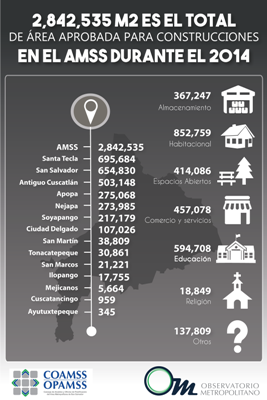 2,842,535 M2 ES EL TOTAL
DE ÁREA APROBADA PARA CONSTRUCCIONES
EN EL AMSS DURANTE EL 2014
AMSS 2,842,535
Santa Tecla 695,684
San Salvador 654,830
Antiguo Cuscatlán 503,148
Apopa 275,068
Nejapa 273,985
Soyapango 217,179
Ciudad Delgado 107,026
San Martín 38,809
Tonacatepeque 30,861
San Marcos 21,221
Ilopango 17,755
Mejicanos 5,664
Cuscatancingo 959
Ayutuxtepeque 345
367,247
Almacenamiento
852,759
Habitacional
414,086
Espacios Abiertos
457,078
Comercio y servicios
594,708
Educación
18,849
Religion
137,809
Otros
COAMSS
OPAMSS
Om
OBSERVATORIO
METROPOLITANO